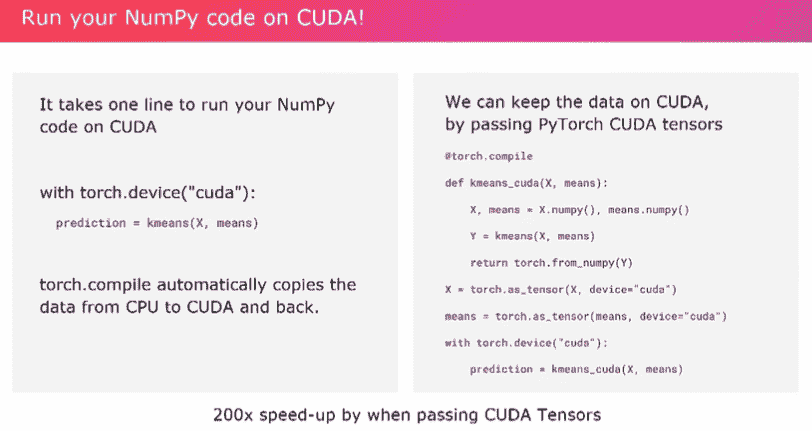 Run your NumPy code on CUDA!
It takes one line to run your NumPy
code on CUDA
with torch.device("cuda"):
prediction = kmeans(X, means)
torch.compile automatically copies the
data from CPU to CUDA and back.
We can keep the data on CUDA,
by passing PyTorch CUDA tensors
@torch.compile
def kmeans_cuda(X, means):
X, means = X.numpy(), means.numpy()
Y = kmeans(X, means)
return torch.from_numpy(Y)
X = torch.as_tensor(X, device="cuda")
means = torch.as_tensor(means, device="cuda")
with torch.device("cuda"):
prediction = kmeans_cuda(X, means)
200x speed-up by when passing CUDA Tensors